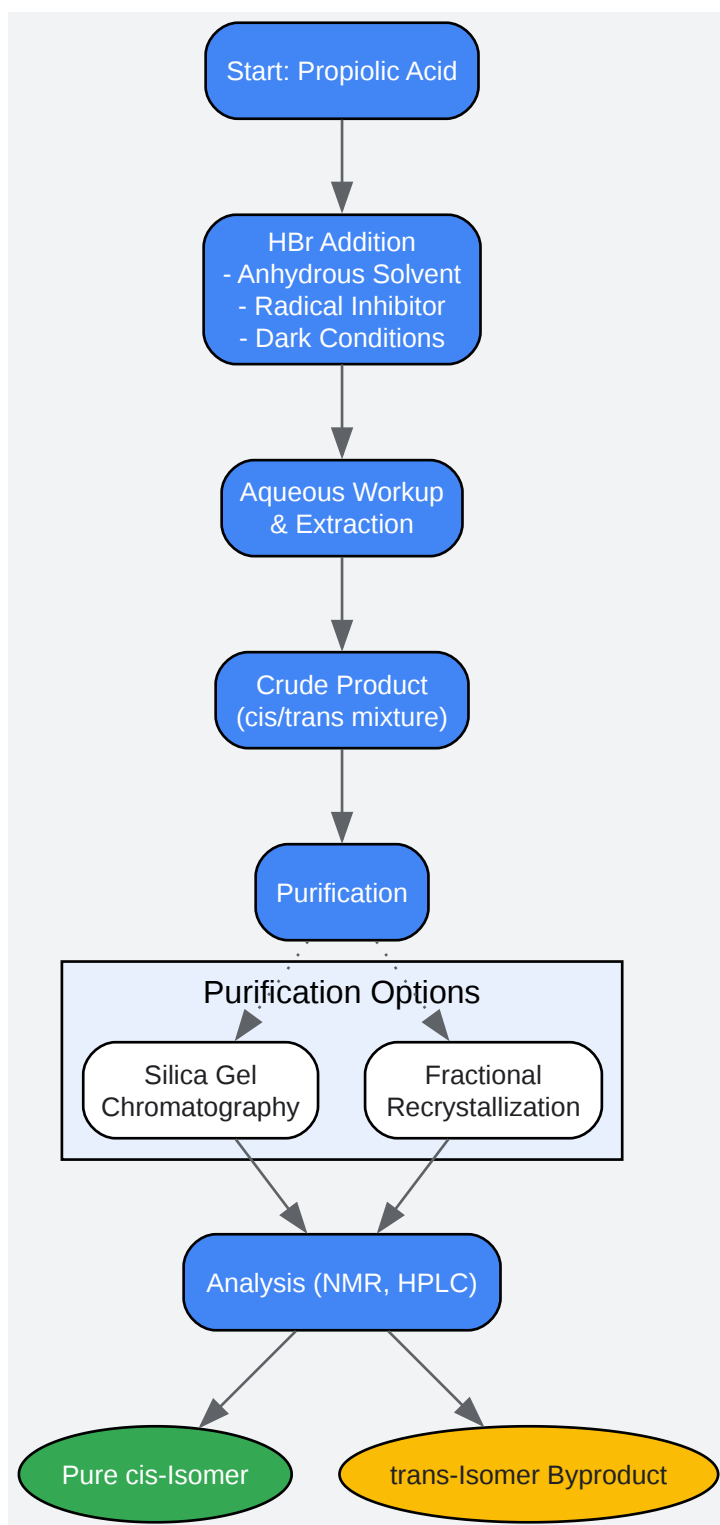 Start: Propiolic Acid
HBr Addition
- Anhydrous Solvent
- Radical Inhibitor
- Dark Conditions
Aqueous Workup
& Extraction
Crude Product
(cis/trans mixture)
Purification
Purification Options
Silica Gel
Chromatography
Fractional
Recrystallization
Analysis (NMR, HPLC)
Pure cis-Isomer
trans-Isomer Byproduct